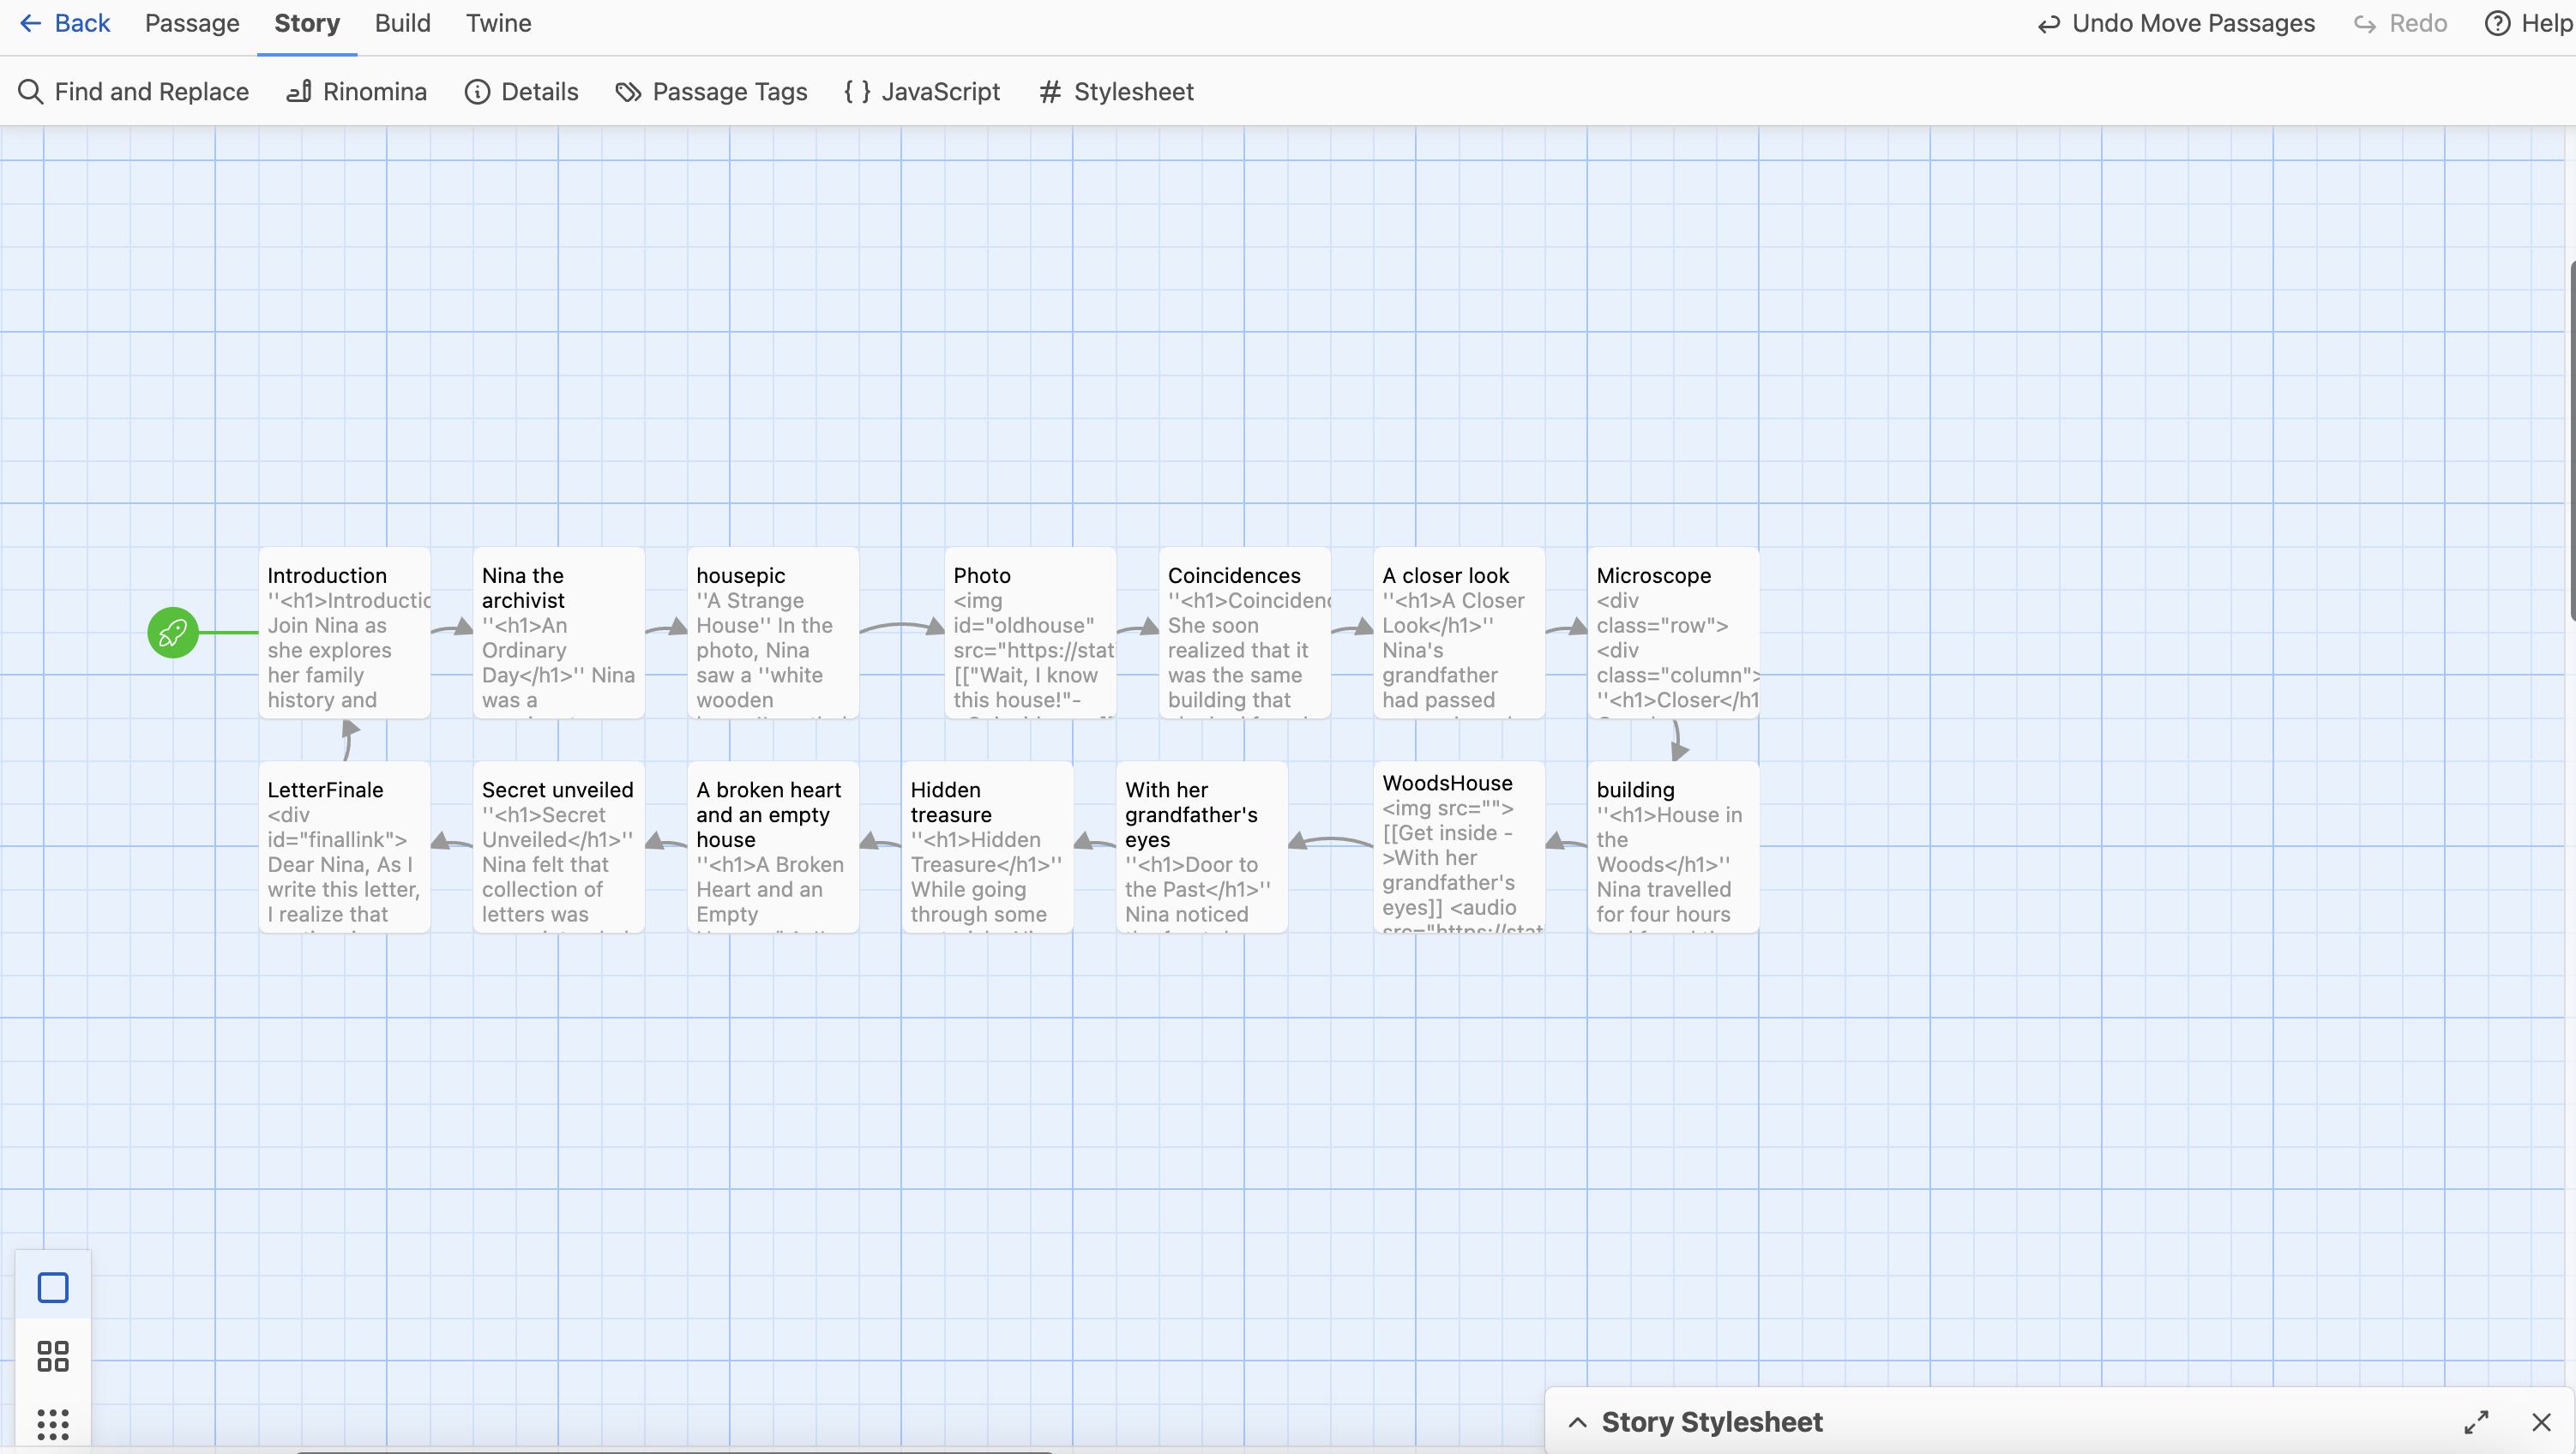 Back Passage Story Build Twine Undo Move Passages Redo Help
Find and Replace Rinomina Details Passage Tags { } JavaScript # Stylesheet
Introduction
''<h1>Introductio
Join Nina as
she explores
her family
history and
Nina the
archivist
''<h1>An
Ordinary
Day</h1>'' Nina
was a
housepic
''A Strange
House'' In the
photo, Nina
saw a ''white
wooden
Photo
<img
id="oldhouse"
src="https://stat
[["Wait, I know
this house!"-
Coincidences
''<h1>Coincidenc
She soon
realized that it
was the same
building that
A closer look
''<h1>A Closer
Look</h1>''
Nina's
grandfather
had passed
Microscope
<div
class="row">
<div
class="column">
''<h1>Closer</h1
LetterFinale
<div
id="finallink">
Dear Nina, As I
write this letter,
I realize that
Secret unveiled
''<h1>Secret
Unveiled</h1>''
Nina felt that
collection of
letters was
A broken heart
and an empty
house
''<h1>A Broken
Heart and an
Empty
Hidden
treasure
''<h1>Hidden
Treasure</h1>''
While going
through some
With her
grandfather's
eyes
''<h1>Door to
the Past</h1>''
Nina noticed
WoodsHouse
<img src="">
[[Get inside -
>With her
grandfather's
eyes]] <audio
src="https://stat
building
''<h1>House in
the
Woods</h1>''
Nina travelled
for four hours
Story Stylesheet